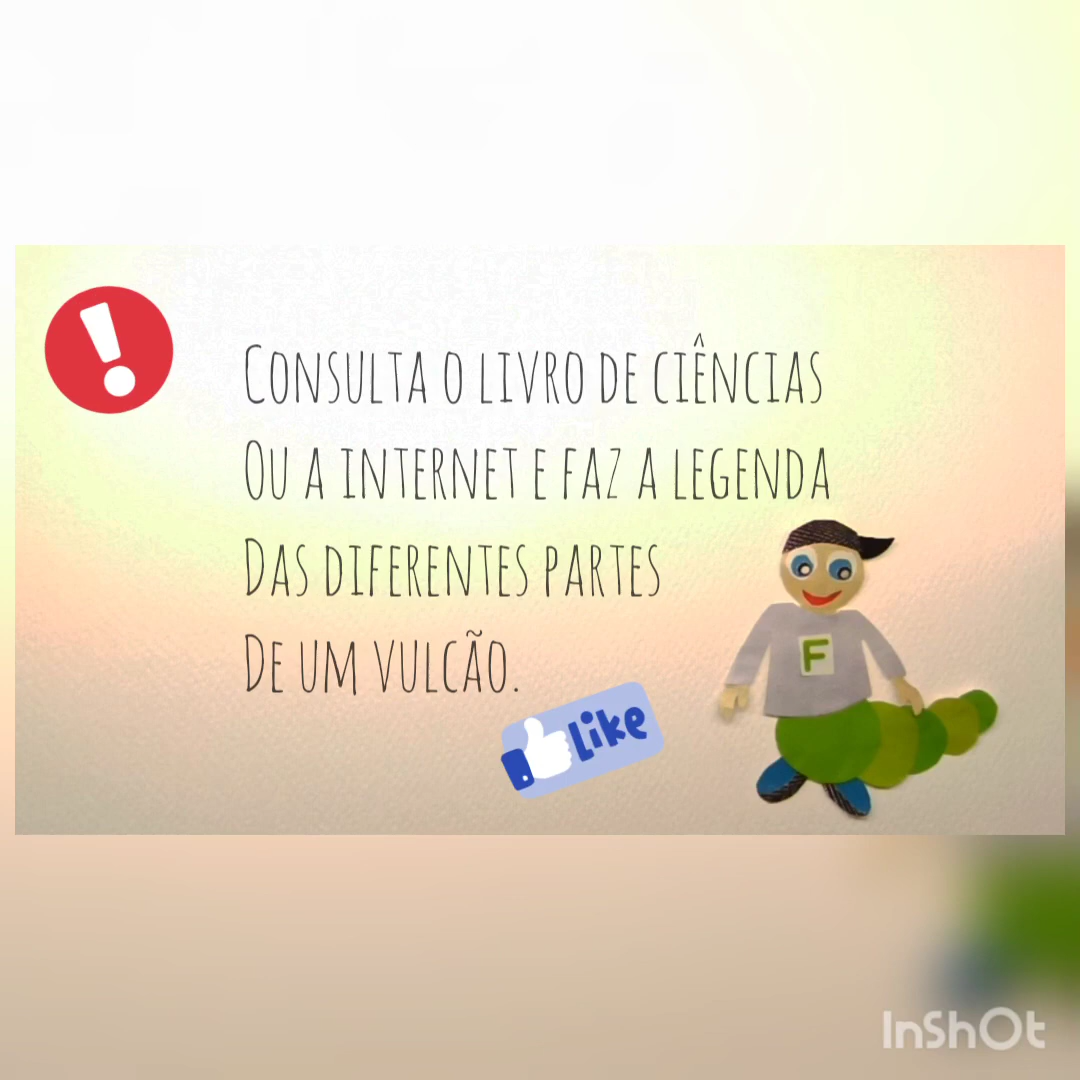 Consulta o livro de ciências
Ou a internet e faz a legenda
Das diferentes partes
De um vulcão.
Like
F
InShOt